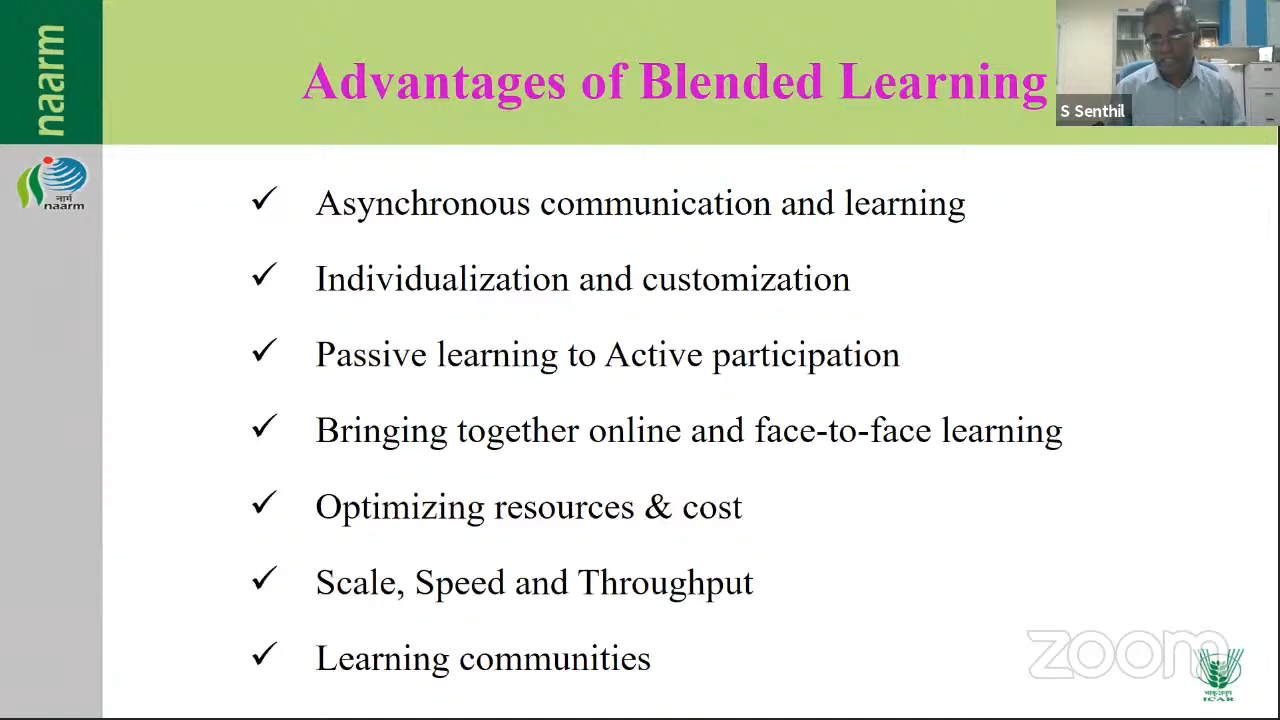 naarm
Advantages of Blended Learning
S Senthil
नार्म
naarm
✓ Asynchronous communication and learning
✓ Individualization and customization
✓ Passive learning to Active participation
✓ Bringing together online and face-to-face learning
✓ Optimizing resources & cost
✓ Scale, Speed and Throughput
✓ Learning communities
zoom
भाकृअनुप
ICAR